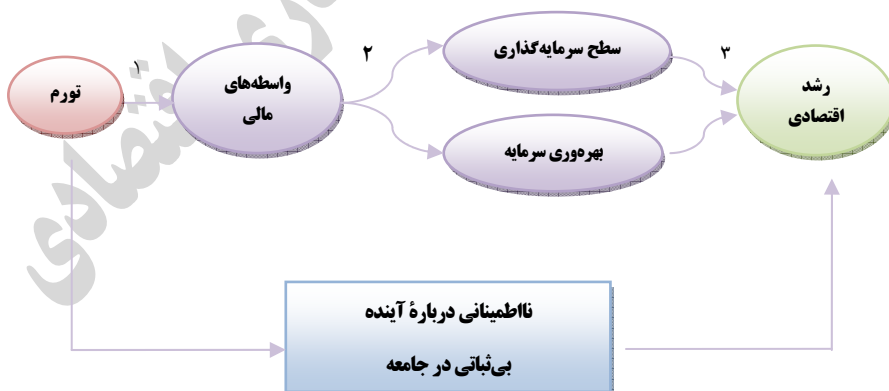 تورم
۱
واسطه‌های
مالی
۲
سطح سرمایه‌گذاری
بهره‌وری سرمایه
۳
رشد
اقتصادی
نااطمینانی دربارهٔ آینده
بی‌ثباتی در جامعه
اقتصادی